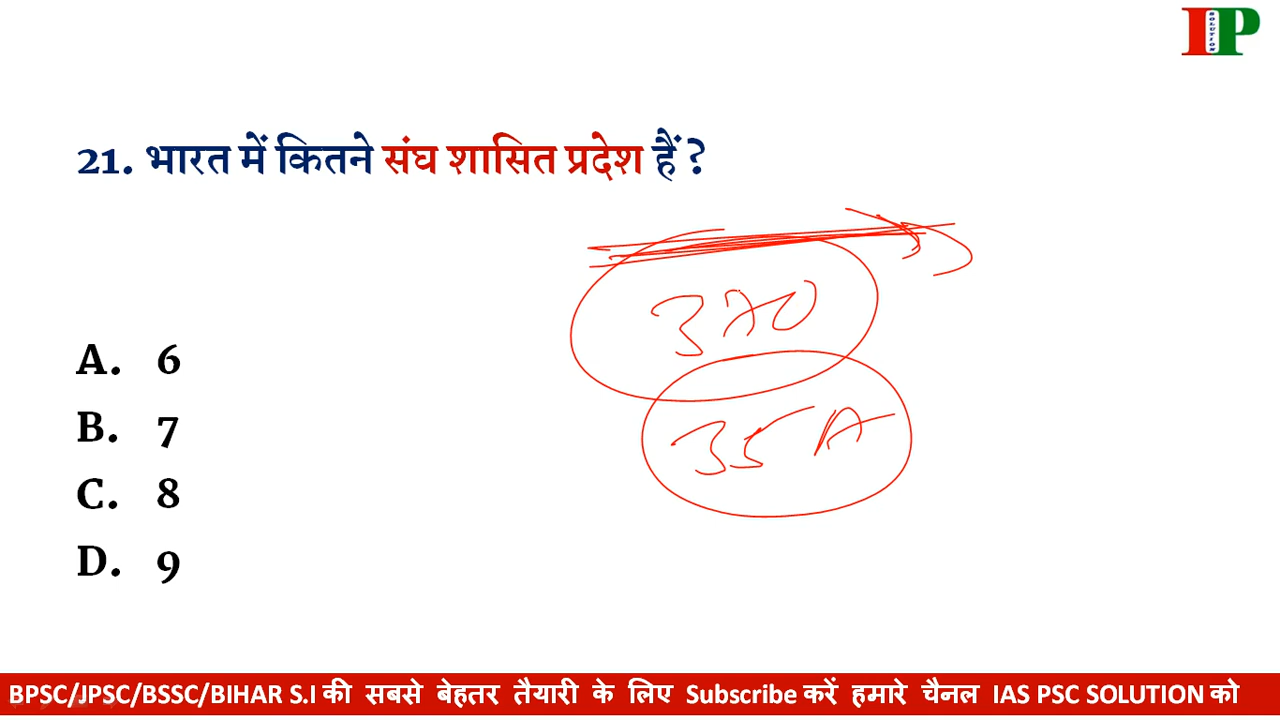 IP
SOLUTION
21. भारत में कितने संघ शासित प्रदेश हैं ?
370
35A
A. 6
B. 7
C. 8
D. 9
BPSC/JPSC/BSSC/BIHAR S.I की सबसे बेहतर तैयारी के लिए Subscribe करें हमारे चैनल IAS PSC SOLUTION को